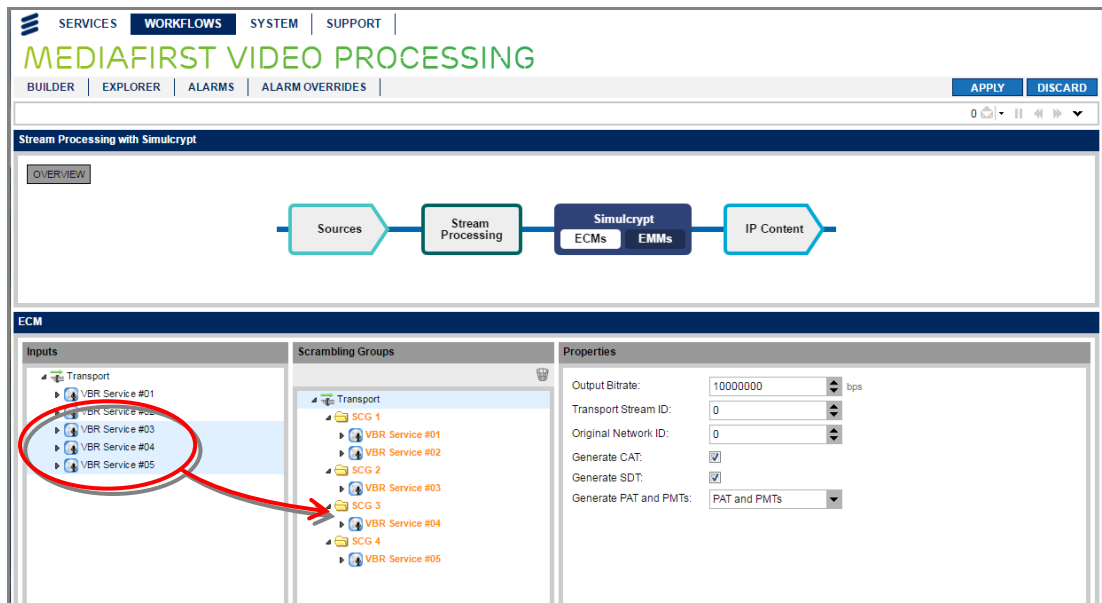 SERVICES WORKFLOWS SYSTEM SUPPORT
MEDIAFIRST VIDEO PROCESSING
BUILDER EXPLORER ALARMS ALARM OVERRIDES APPLY DISCARD
0
Stream Processing with Simulcrypt
OVERVIEW
Sources
Stream
Processing
Simulcrypt
ECMs EMMs
IP Content
ECM
Inputs
Transport
VBR Service #01
VBR Service #02
VBR Service #03
VBR Service #04
VBR Service #05
Scrambling Groups
Transport
SCG 1
VBR Service #01
VBR Service #02
SCG 2
VBR Service #03
SCG 3
VBR Service #04
SCG 4
VBR Service #05
Properties
Output Bitrate: 10000000 bps
Transport Stream ID: 0
Original Network ID: 0
Generate CAT:
Generate SDT:
Generate PAT and PMTs: PAT and PMTs